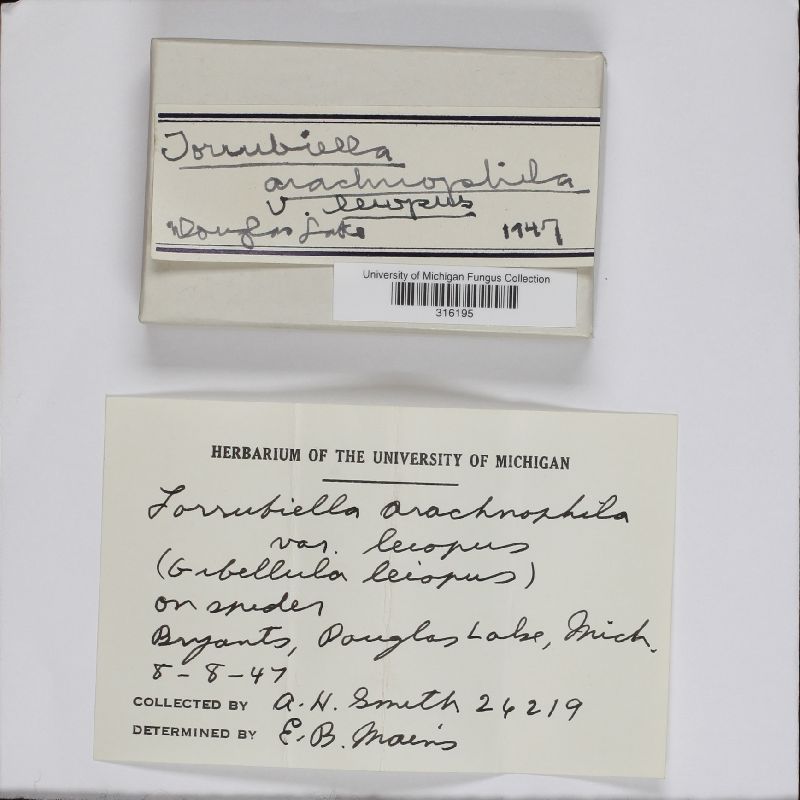 Torrubiella
arachnophila
v. leiopus
Douglas Lake 1947
University of Michigan Fungus Collection
316195
HERBARIUM OF THE UNIVERSITY OF MICHIGAN
Torrubiella arachnophila
var. leiopus
(Gibellula leiopus)
on spider
Bryants, Douglas Lake, Mich.
8-8-47
COLLECTED BY A. H. Smith 26219
DETERMINED BY E. B. Mains